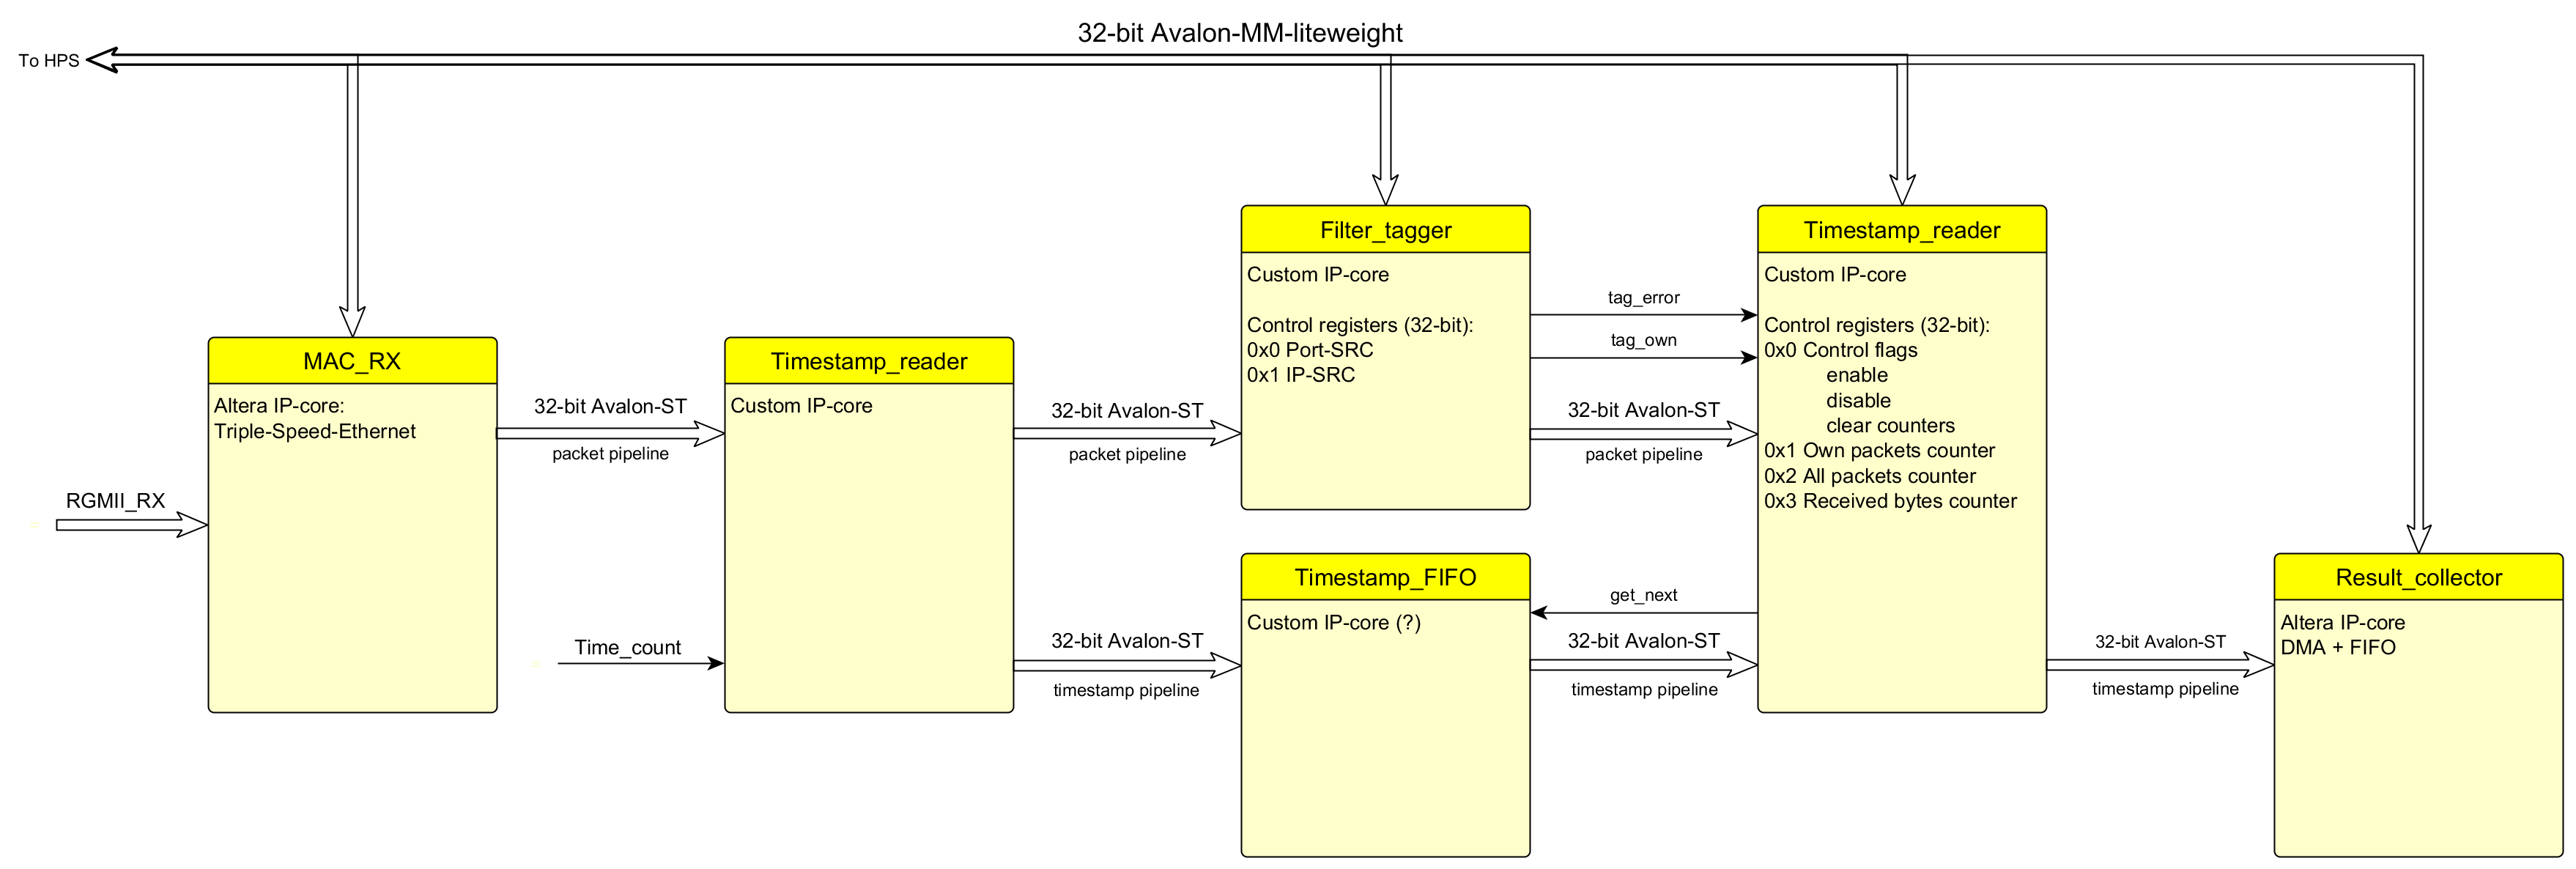 32-bit Avalon-MM-liteweight
To HPS
MAC_RX
Altera IP-core:
Triple-Speed-Ethernet
RGMII_RX
32-bit Avalon-ST
packet pipeline
Timestamp_reader
Custom IP-core
Time_count
32-bit Avalon-ST
packet pipeline
32-bit Avalon-ST
timestamp pipeline
Filter_tagger
Custom IP-core
Control registers (32-bit):
0x0 Port-SRC
0x1 IP-SRC
Timestamp_FIFO
Custom IP-core (?)
tag_error
tag_own
32-bit Avalon-ST
packet pipeline
get_next
32-bit Avalon-ST
timestamp pipeline
Timestamp_reader
Custom IP-core
Control registers (32-bit):
0x0 Control flags
enable
disable
clear counters
0x1 Own packets counter
0x2 All packets counter
0x3 Received bytes counter
32-bit Avalon-ST
timestamp pipeline
Result_collector
Altera IP-core
DMA + FIFO